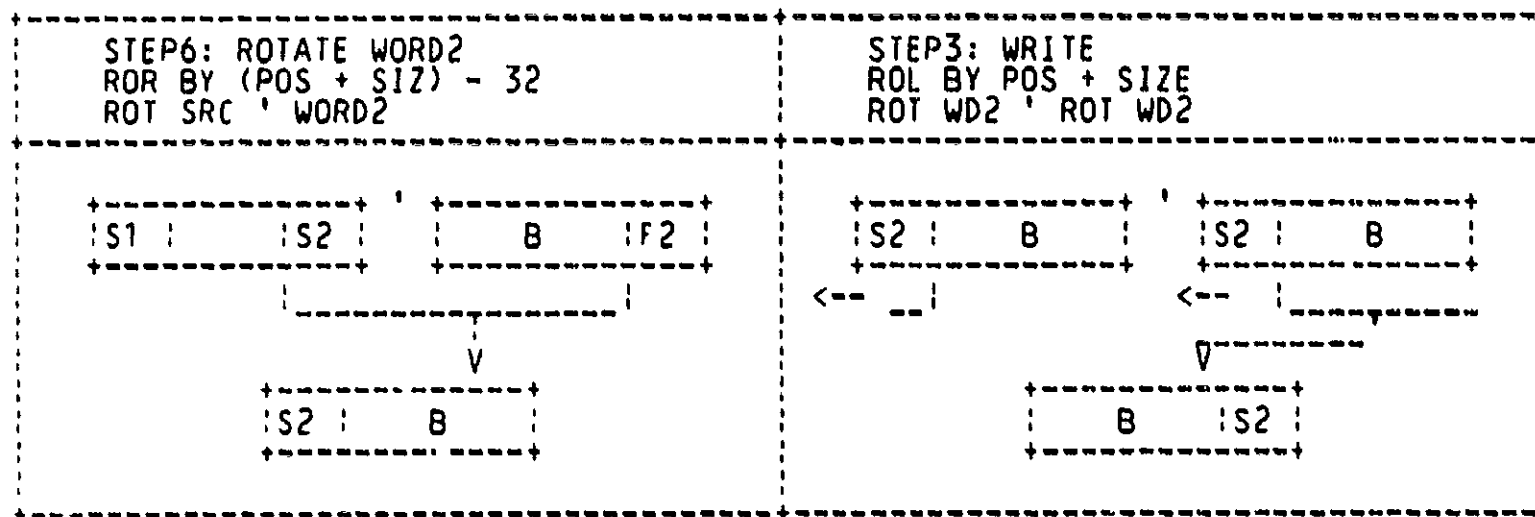 STEP6: ROTATE WORD2
ROR BY (POS + SIZ) - 32
ROT SRC ' WORD2
STEP3: WRITE
ROL BY POS + SIZE
ROT WD2 ' ROT WD2
S1 S2 ' B F2
S2 B
S2 B ' S2 B
B S2